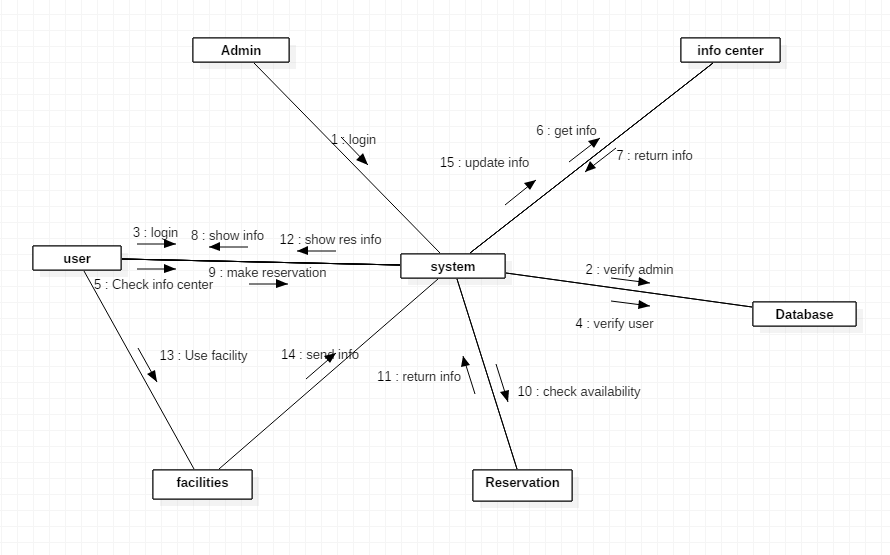 Admin
info center
6 : get info
1 : login
7 : return info
15 : update info
3 : login
8 : show info
12 : show res info
user
system
9 : make reservation
2 : verify admin
5 : Check info center
Database
4 : verify user
13 : Use facility
14 : send info
11 : return info
10 : check availability
facilities
Reservation